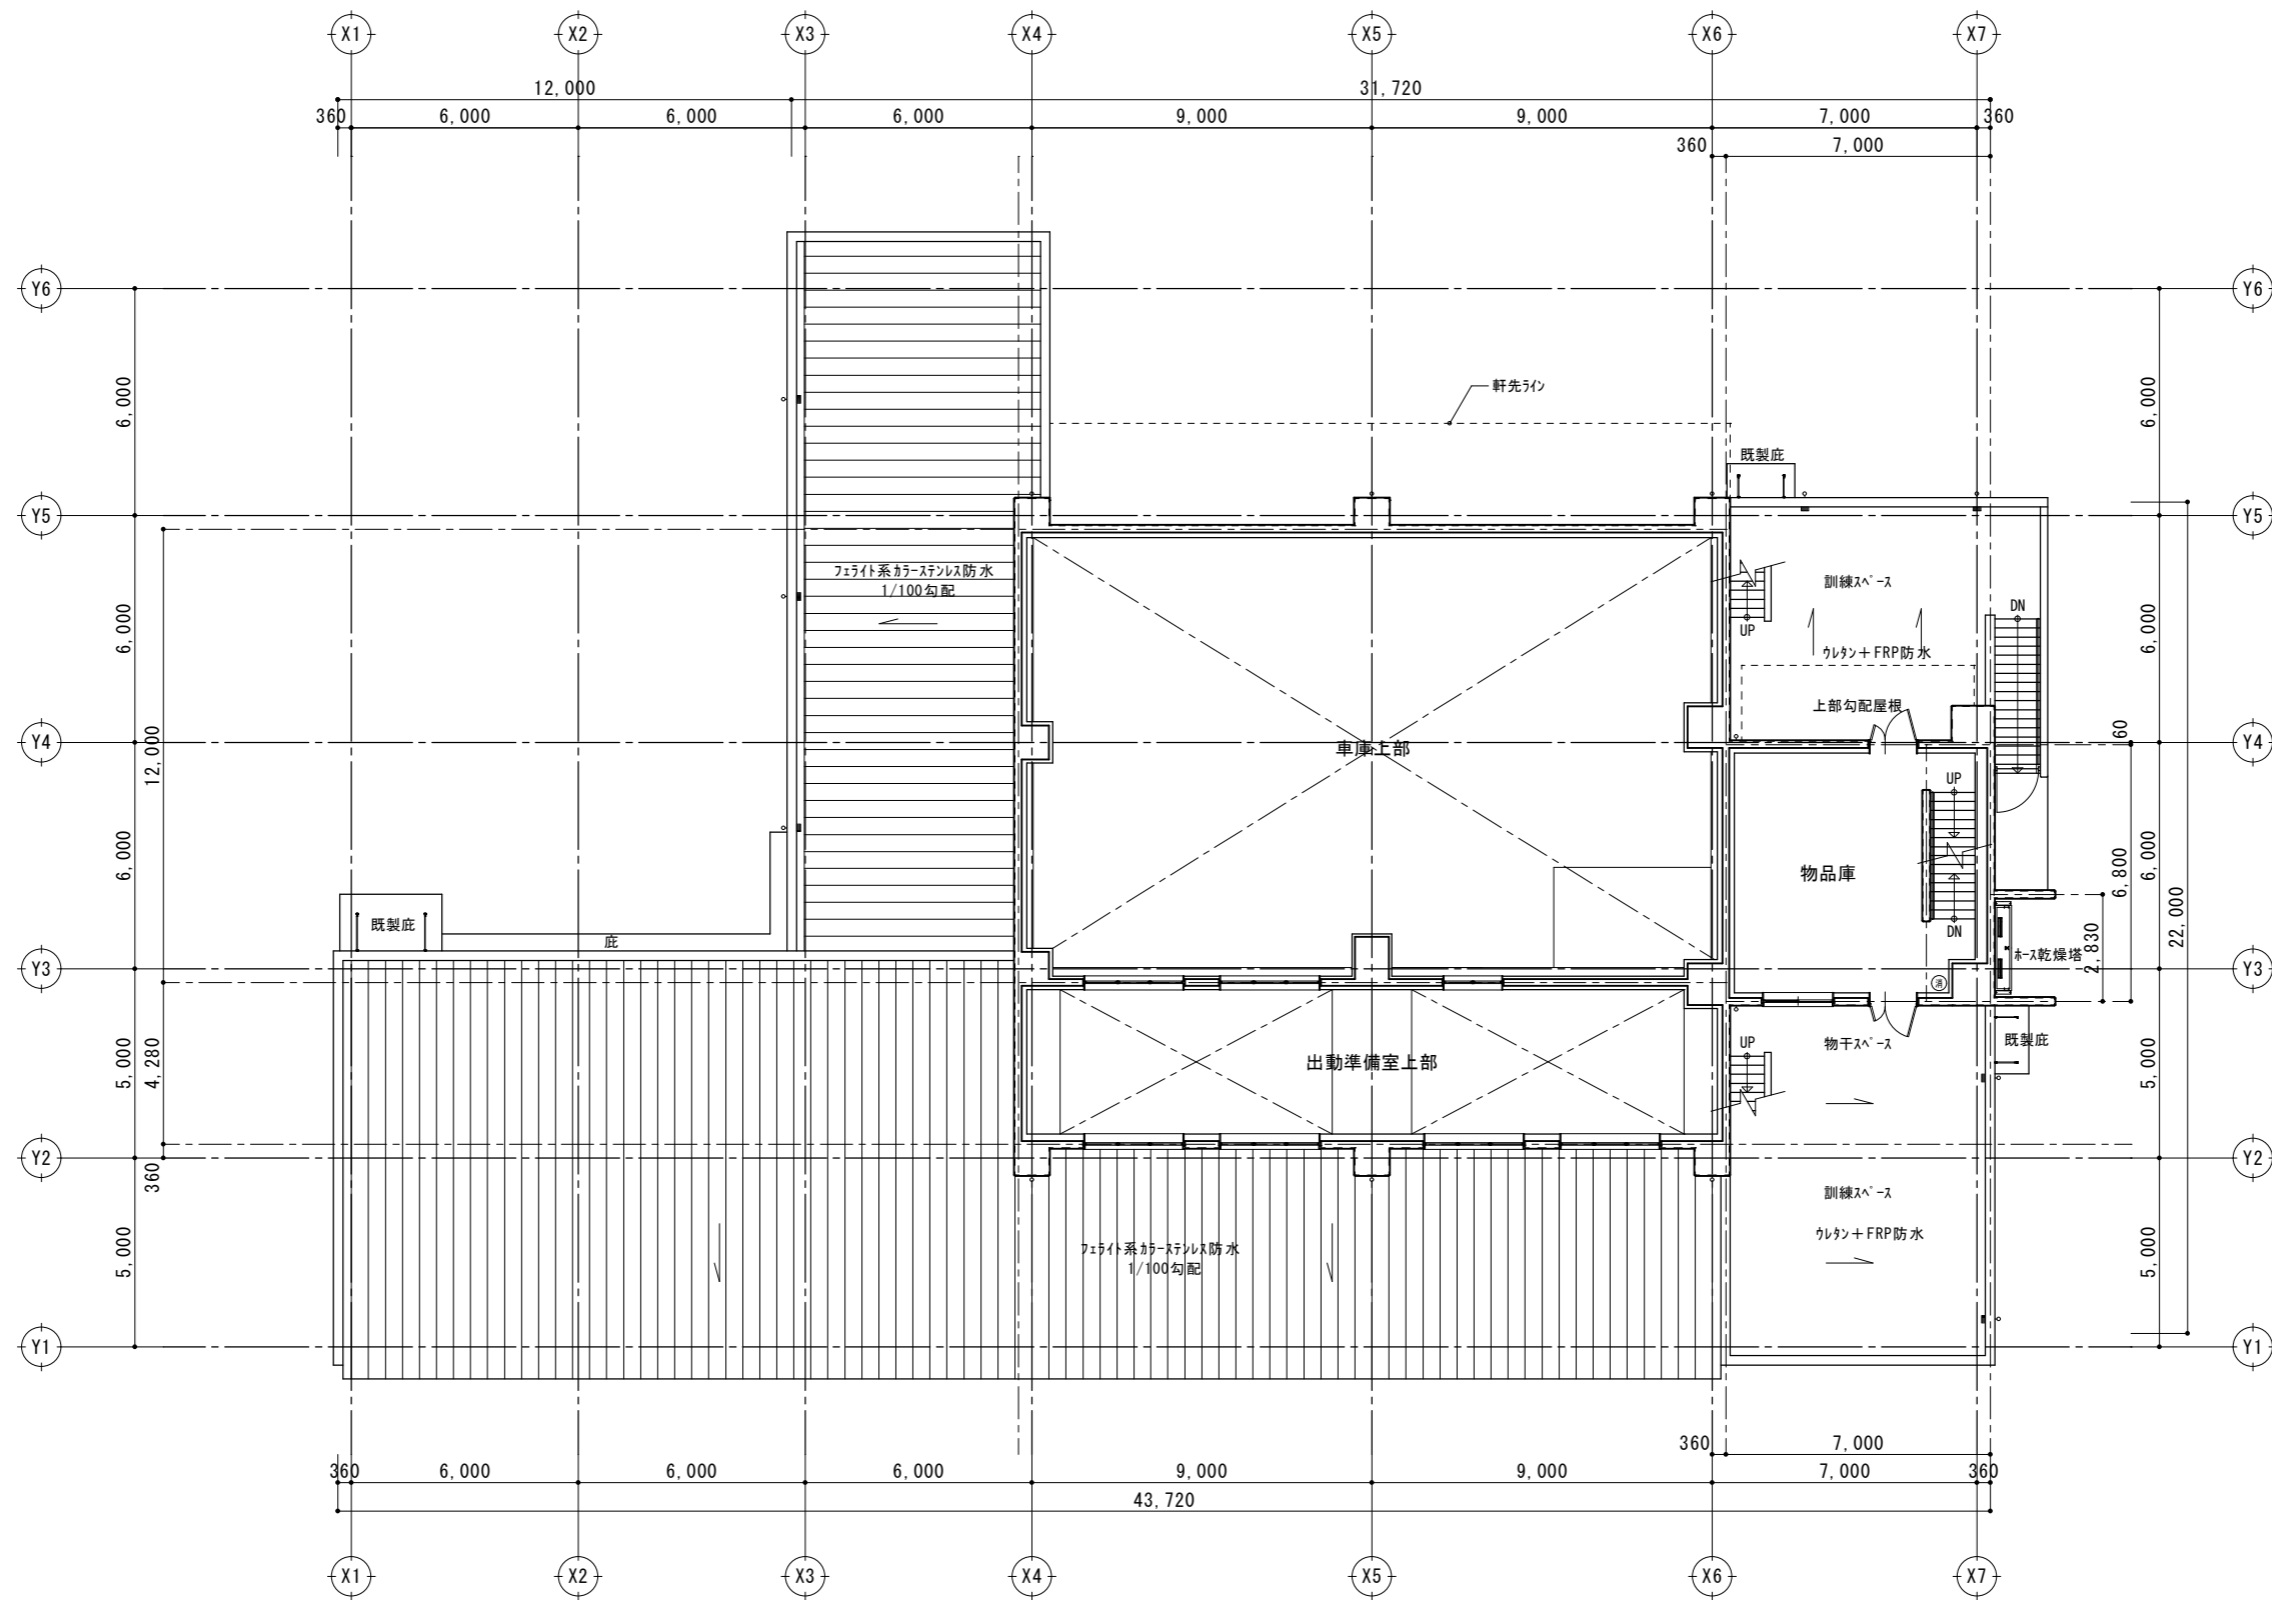 X1 X2 X3 X4 X5 X6 X7
12,000 31,720
360 6,000 6,000 6,000 9,000 9,000 7,000 360
360 7,000
Y6 Y6
軒先ライン
6,000 6,000
既製庇
Y5 Y5
フェライト系カラーステンレス防水
1/100勾配
訓練スペース
DN
UP
6,000 6,000
ウレタン+FRP防水
上部勾配屋根
60
Y4 車庫上部 Y4
12,000
UP
6,000 物品庫 6,800 6,000
22,000
既製庇
庇
DN
2,830
ホース乾燥塔
Y3 Y3
消
UP
物干スペース
既製庇
出動準備室上部
5,000 4,280 5,000
Y2 Y2
360
訓練スペース
ウレタン+FRP防水
フェライト系カラーステンレス防水
1/100勾配
5,000 5,000
Y1 Y1
360 7,000
360 6,000 6,000 6,000 9,000 9,000 7,000 360
43,720
X1 X2 X3 X4 X5 X6 X7